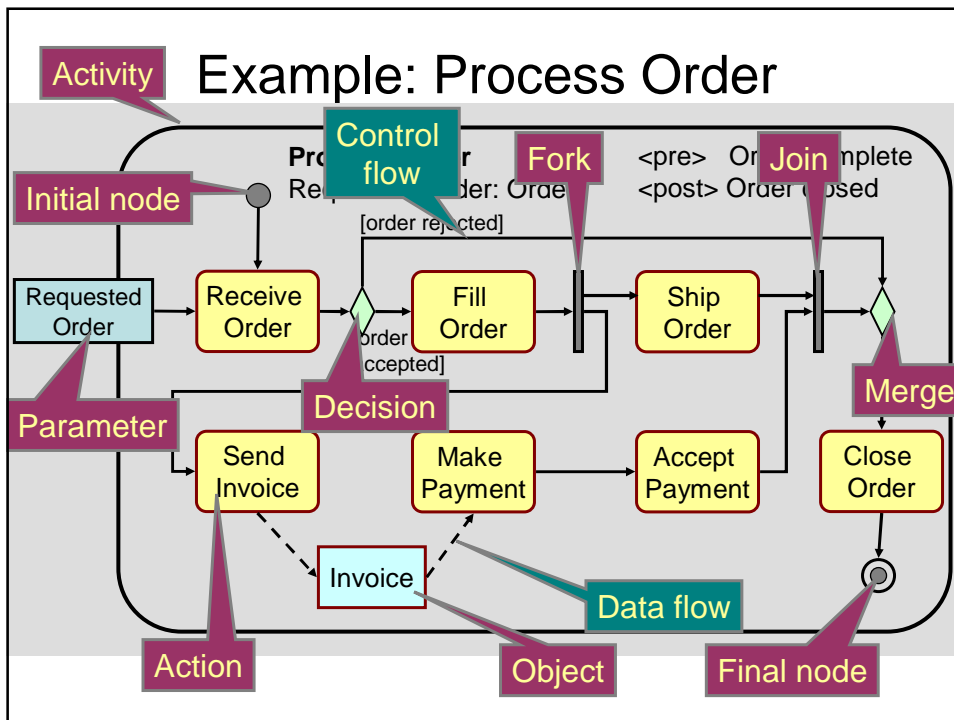 Example: Process Order
Activity
Control
flow
Fork
Join
<pre>
<post> Order closed
Initial node
[order rejected]
Requested
Order
Receive
Order
Fill
Order
Ship
Order
Parameter
Decision
Merge
Send
Invoice
Make
Payment
Accept
Payment
Close
Order
Invoice
Data flow
Action
Object
Final node